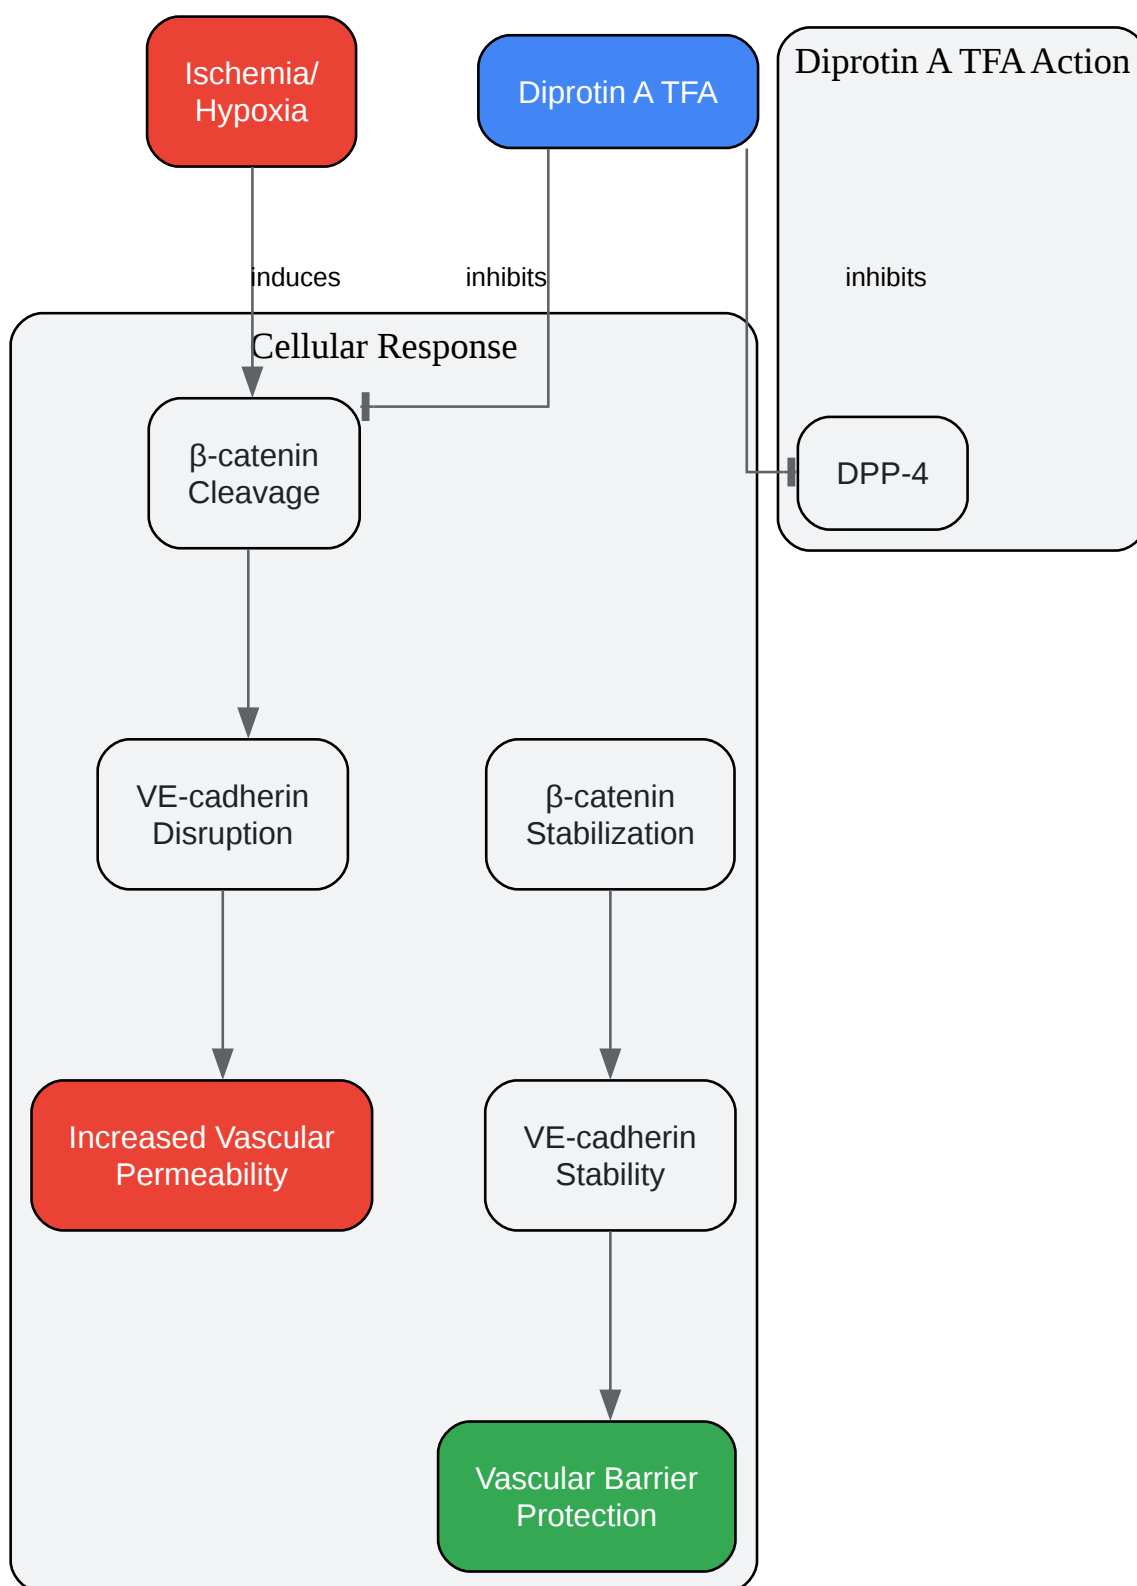 Ischemia/
Hypoxia
Diprotin A TFA
Diprotin A TFA Action
induces
inhibits
inhibits
Cellular Response
β-catenin
Cleavage
DPP-4
VE-cadherin
Disruption
β-catenin
Stabilization
Increased Vascular
Permeability
VE-cadherin
Stability
Vascular Barrier
Protection